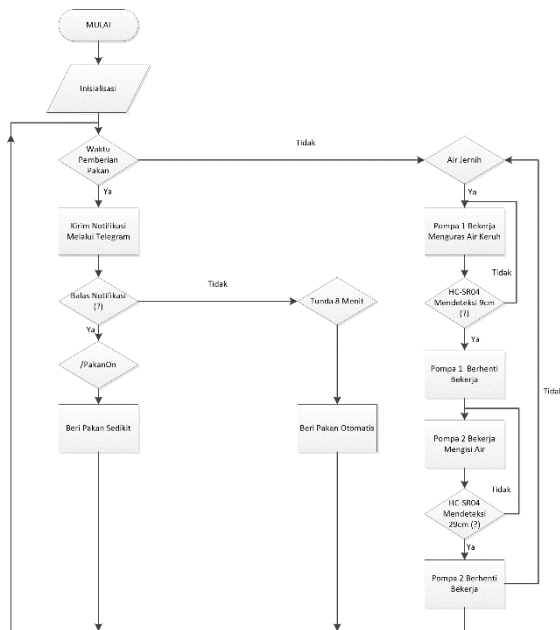 MULAI
Inisialisasi
Waktu
Pemberian
Pakan
Tidak
Air Jernih
Ya
Kirim Notifikasi
Melalui Telegram
Ya
Pompa 1 Bekerja
Menguras Air Keruh
Tidak
Balas Notifikasi
(?)
Tidak
Tunda 8 Menit
HC-SR04
Mendeteksi 9cm
(?)
Ya
Ya
/PakanOn
Pompa 1 Berhenti
Bekerja
Tidak
Beri Pakan Sedikit
Beri Pakan Otomatis
Pompa 2 Bekerja
Mengisi Air
Tidak
HC-SR04
Mendeteksi
29cm (?)
Ya
Pompa 2 Berhenti
Bekerja